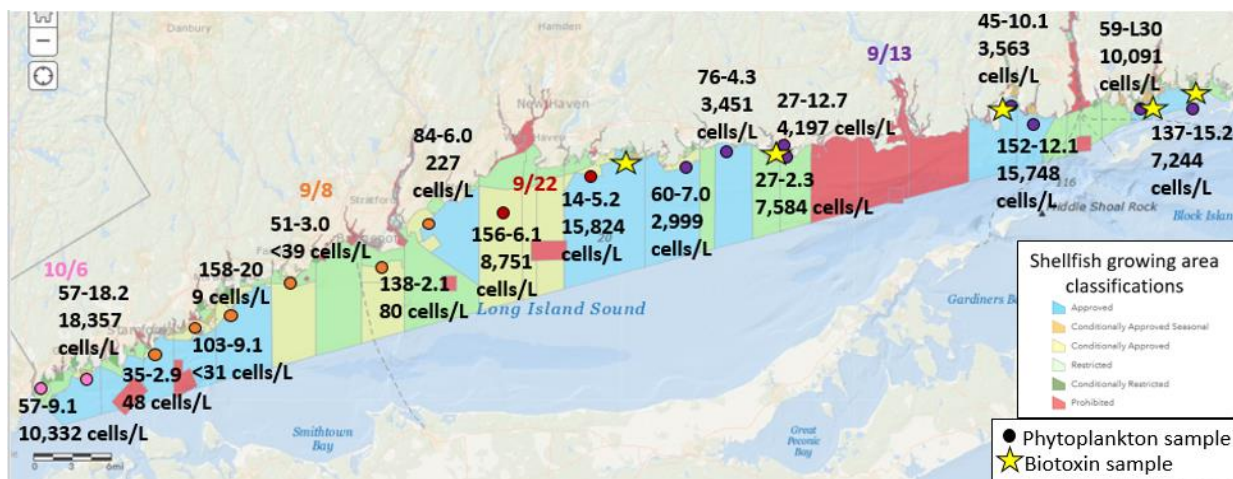 Danbury
Hamden
45-10.1
3,563
cells/L
59-L30
10,091
cells/L
9/13
76-4.3
3,451
cells/L
27-12.7
4,197 cells/L
84-6.0
227
cells/L
New Haven
9/22
137-15.2
7,244
cells/L
152-12.1
15,748
cells/L
27-2.3
7,584 cells/L
14-5.2
15,824
cells/L
60-7.0
2,999
cells/L
9/8
Stratford
51-3.0
<39 cells/L
156-6.1
8,751
cells/L
116
Middle Shoal Rock
Block Islan
20
10/6
57-18.2
18,357
cells/L
158-20
9 cells/L
138-2.1
80 cells/L
Long Island Sound
Stamford
103-9.1
<31 cells/L
35-2.9
48 cells/L
57-9.1
10,332 cells/L
Smithtown
Bay
Great
Peconic
Bay
Gardiners B
0 3 6mi
Shellfish growing area
classifications
Approved
Conditionally Approved Seasonal
Conditionally Approved
Restricted
Conditionally Restricted
Prohibited
Phytoplankton sample
Biotoxin sample